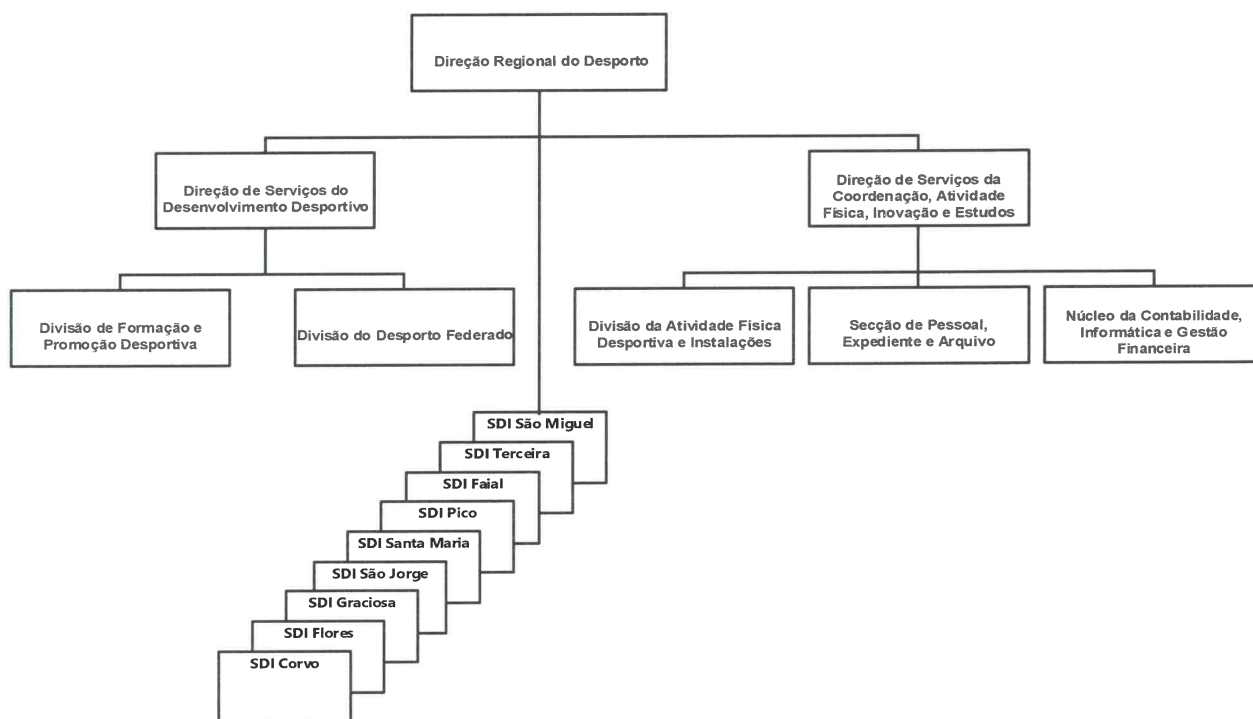 Direção Regional do Desporto
Direção de Serviços do
Desenvolvimento Desportivo
Direção de Serviços da
Coordenação, Atividade
Física, Inovação e Estudos
Divisão de Formação e
Promoção Desportiva
Divisão do Desporto Federado
Divisão da Atividade Física
Desportiva e Instalações
Secção de Pessoal,
Expediente e Arquivo
Núcleo da Contabilidade,
Informática e Gestão
Financeira
SDI São Miguel
SDI Terceira
SDI Faial
SDI Pico
SDI Santa Maria
SDI São Jorge
SDI Graciosa
SDI Flores
SDI Corvo